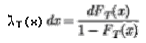 λ_T(x) dx = dF_T(x) / (1 − F_T(x))